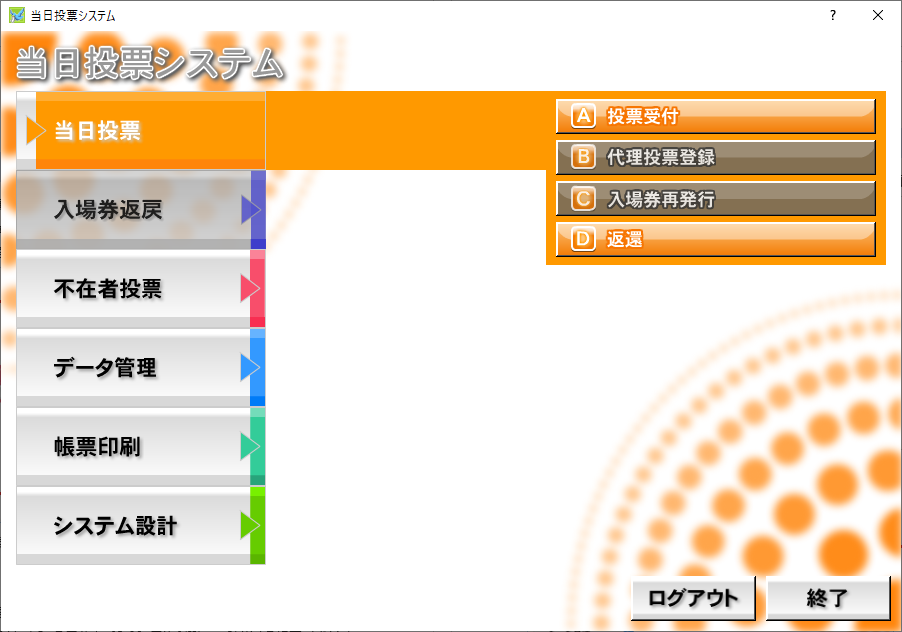 当日投票システム
?
当日投票システム
当日投票
入場券返戻
不在者投票
データ管理
帳票印刷
システム設計
A 投票受付
B 代理投票登録
C 入場券再発行
D 返還
ログアウト
終了